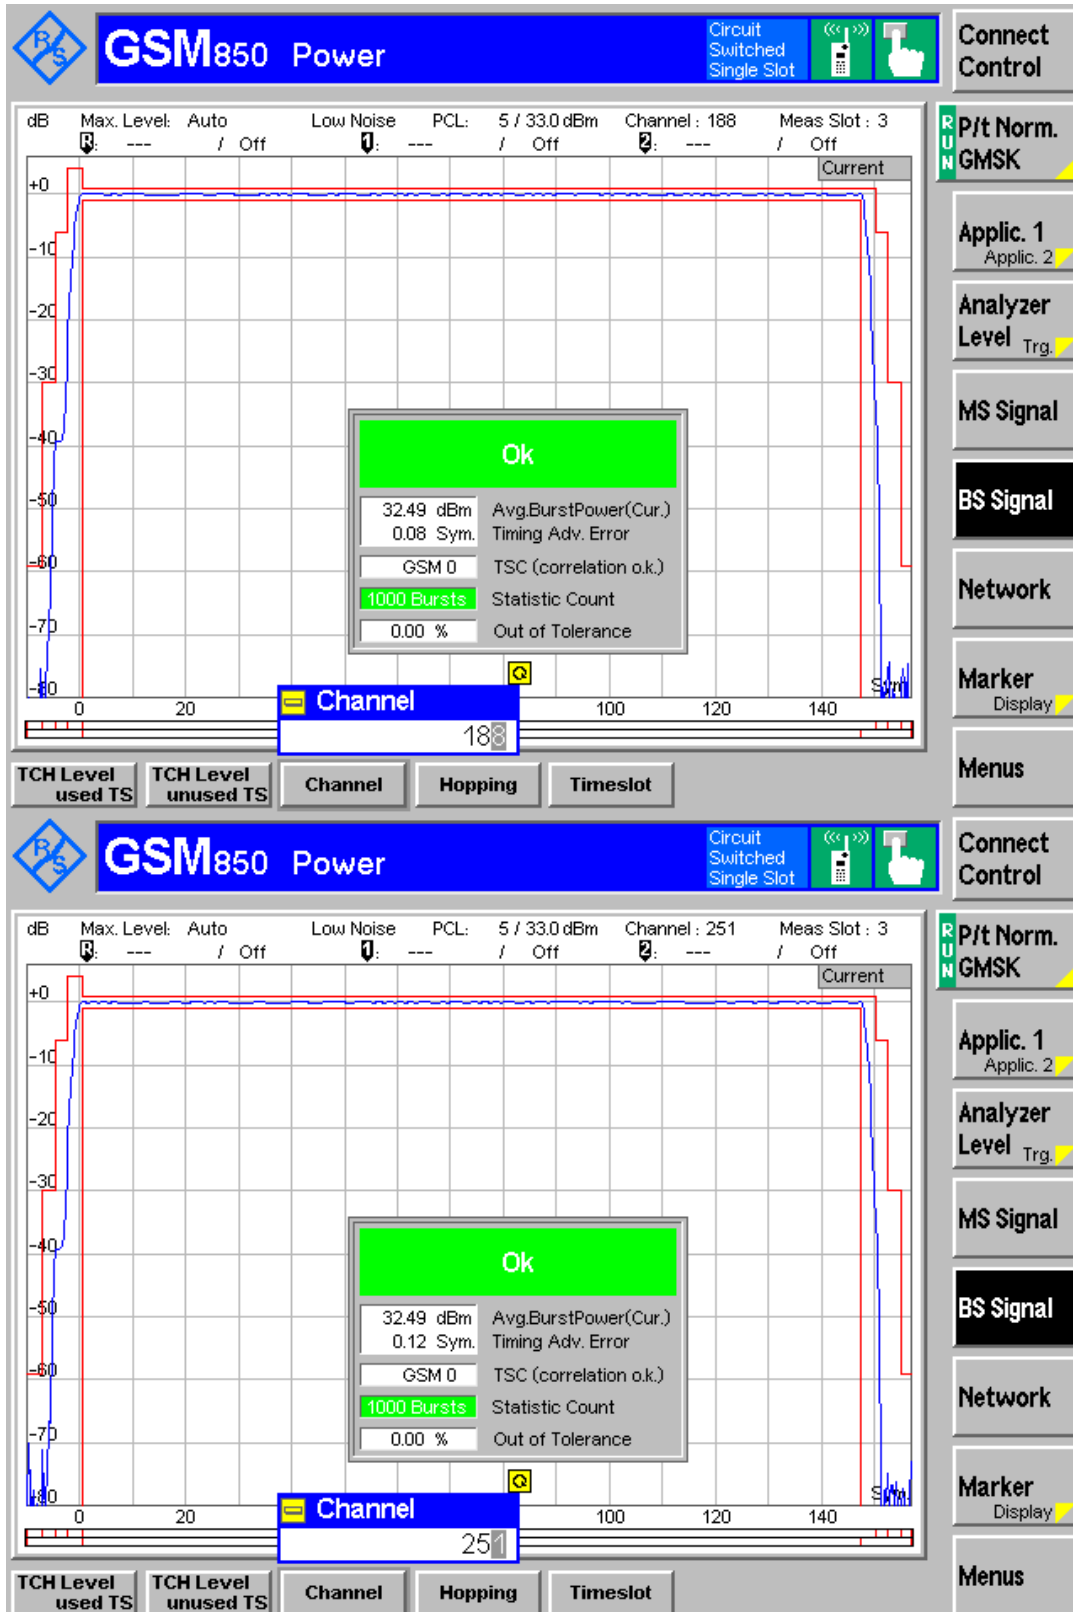 R S
GSM850 Power
Circuit
Switched
Single Slot
Connect
Control
dB Max. Level: Auto Low Noise PCL: 5 / 33.0 dBm Channel : 188 Meas Slot : 3
R: --- / Off 1: --- / Off 2: --- / Off
Current
RUN
P/t Norm.
GMSK
Applic. 1
Applic. 2
Analyzer
Level Trg.
MS Signal
BS Signal
Network
Marker
Display
Menus
+0
-10
-20
-30
-40
-50
-60
-70
-80
Ok
32.49 dBm Avg.BurstPower(Cur.)
0.08 Sym. Timing Adv. Error
GSM 0 TSC (correlation o.k.)
1000 Bursts Statistic Count
0.00 % Out of Tolerance
Sym
0 20 100 120 140
Channel
188
TCH Level
used TS
TCH Level
unused TS
Channel
Hopping
Timeslot
R S
GSM850 Power
Circuit
Switched
Single Slot
Connect
Control
dB Max. Level: Auto Low Noise PCL: 5 / 33.0 dBm Channel : 251 Meas Slot : 3
R: --- / Off 1: --- / Off 2: --- / Off
Current
RUN
P/t Norm.
GMSK
Applic. 1
Applic. 2
Analyzer
Level Trg.
MS Signal
BS Signal
Network
Marker
Display
Menus
+0
-10
-20
-30
-40
-50
-60
-70
-80
Ok
32.49 dBm Avg.BurstPower(Cur.)
0.12 Sym. Timing Adv. Error
GSM 0 TSC (correlation o.k.)
1000 Bursts Statistic Count
0.00 % Out of Tolerance
Sym
0 20 100 120 140
Channel
251
TCH Level
used TS
TCH Level
unused TS
Channel
Hopping
Timeslot